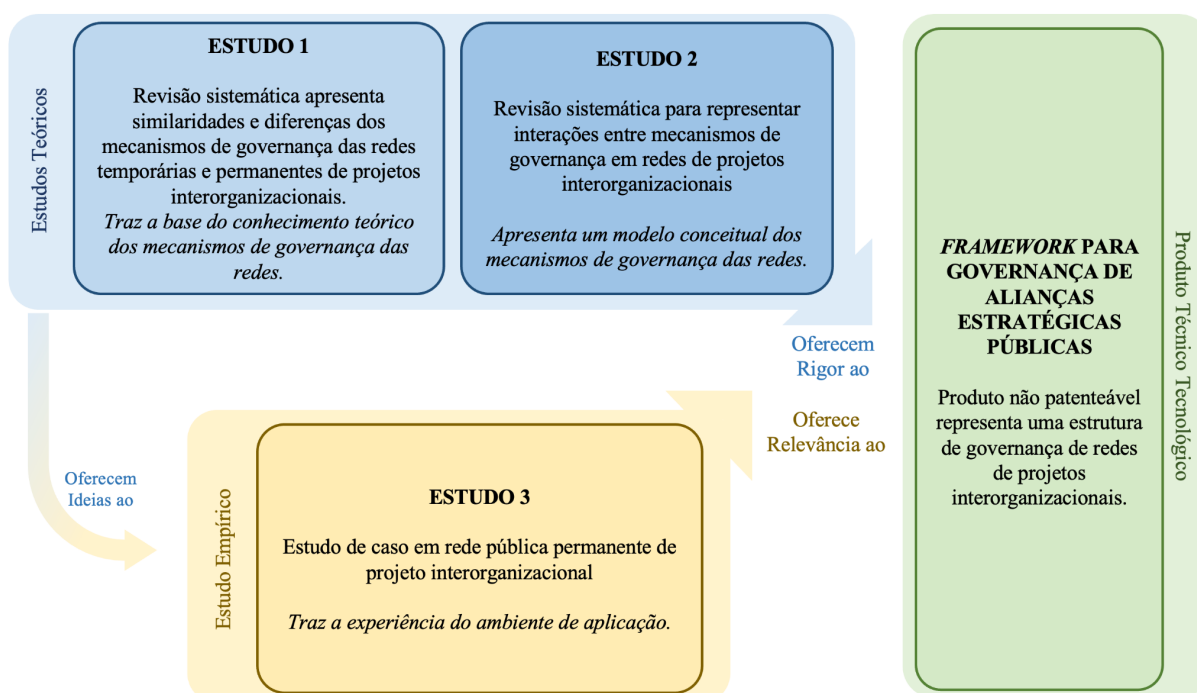 Estudos Teóricos
ESTUDO 1
Revisão sistemática apresenta
similaridades e diferenças dos
mecanismos de governança das redes
temporárias e permanentes de projetos
interorganizacionais.
Traz a base do conhecimento teórico
dos mecanismos de governança das
redes.
ESTUDO 2
Revisão sistemática para representar
interações entre mecanismos de
governança em redes de projetos
interorganizacionais
Apresenta um modelo conceitual dos
mecanismos de governança das redes.
Oferecem
Rigor ao
Oferece
Relevância ao
Oferecem
Ideias ao
Estudo Empírico
ESTUDO 3
Estudo de caso em rede pública permanente de
projeto interorganizacional
Traz a experiência do ambiente de aplicação.
FRAMEWORK PARA
GOVERNANÇA DE
ALIANÇAS
ESTRATÉGICAS
PÚBLICAS
Produto não patenteável
representa uma estrutura
de governança de redes
de projetos
interorganizacionais.
Produto Técnico Tecnológico